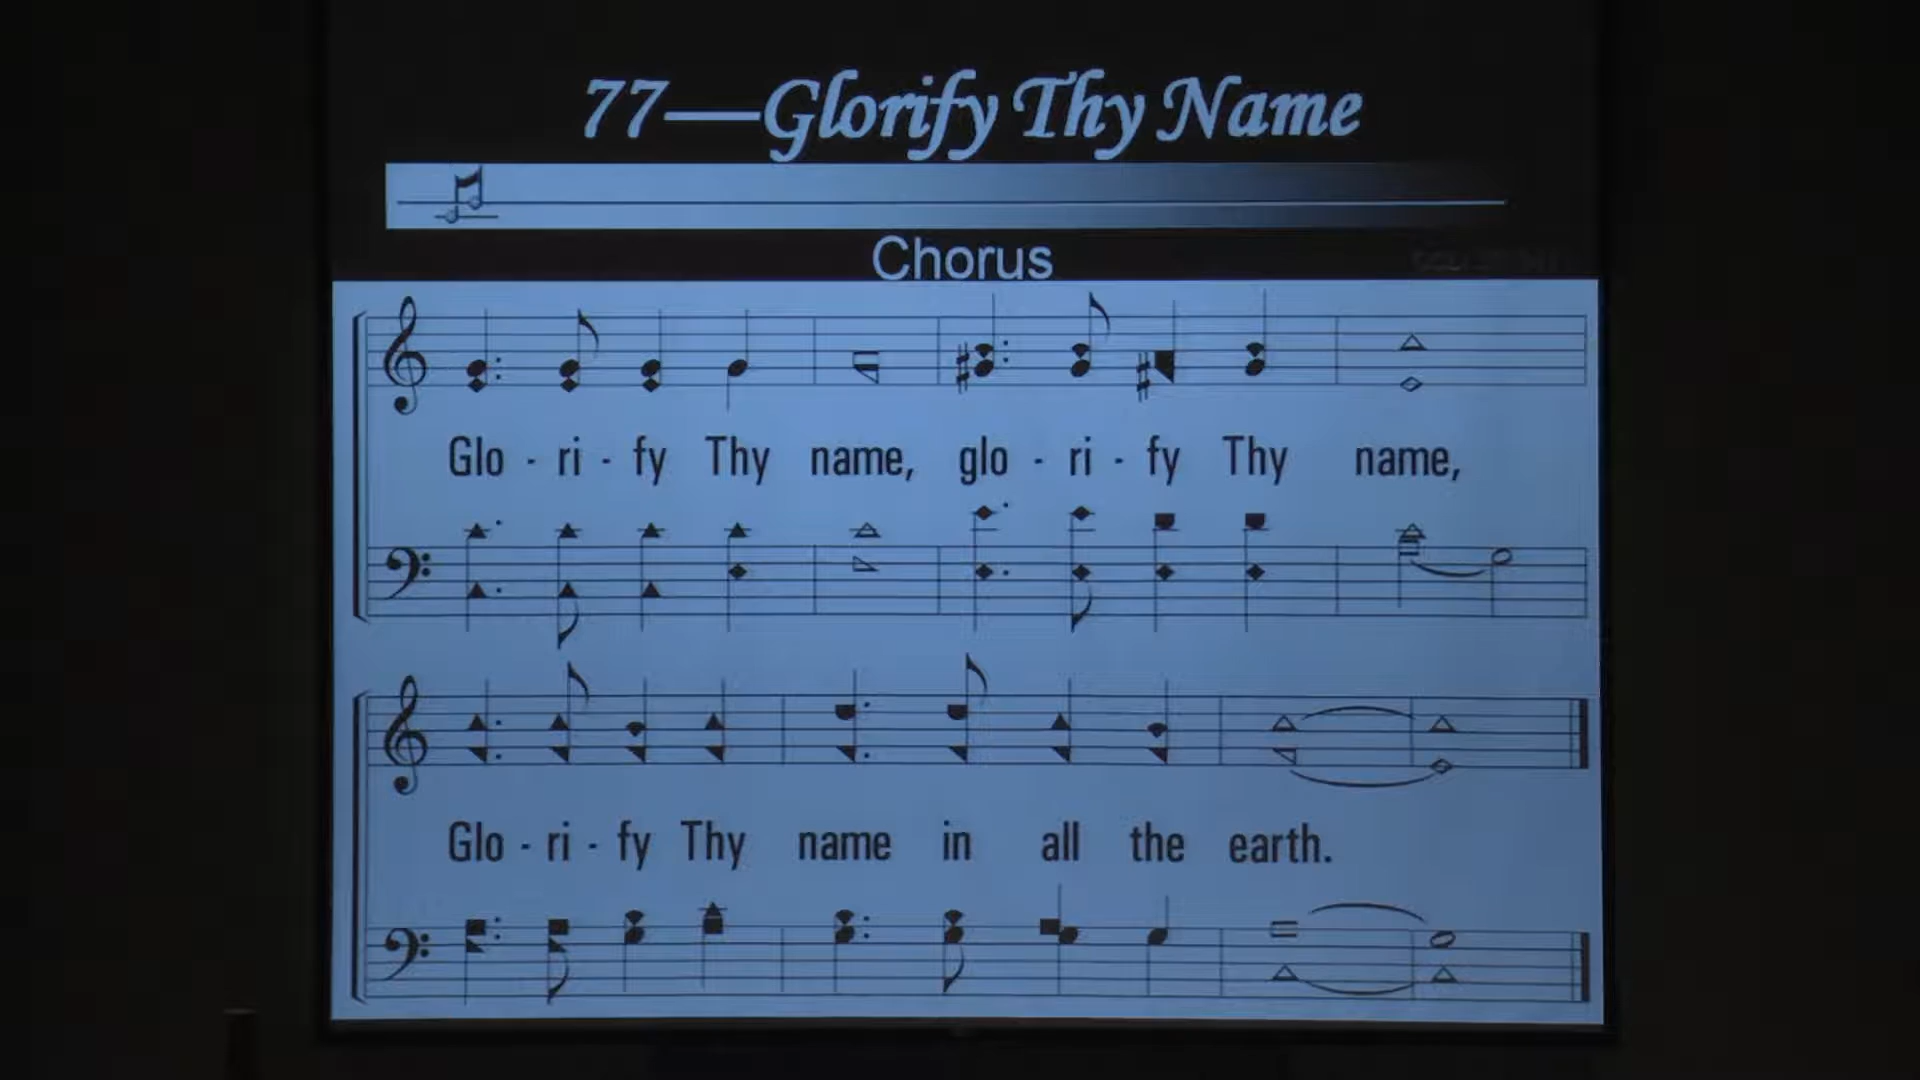 77—Glorify Thy Name
Chorus
Glo - ri - fy Thy name, glo - ri - fy Thy name,
Glo - ri - fy Thy name in all the earth.